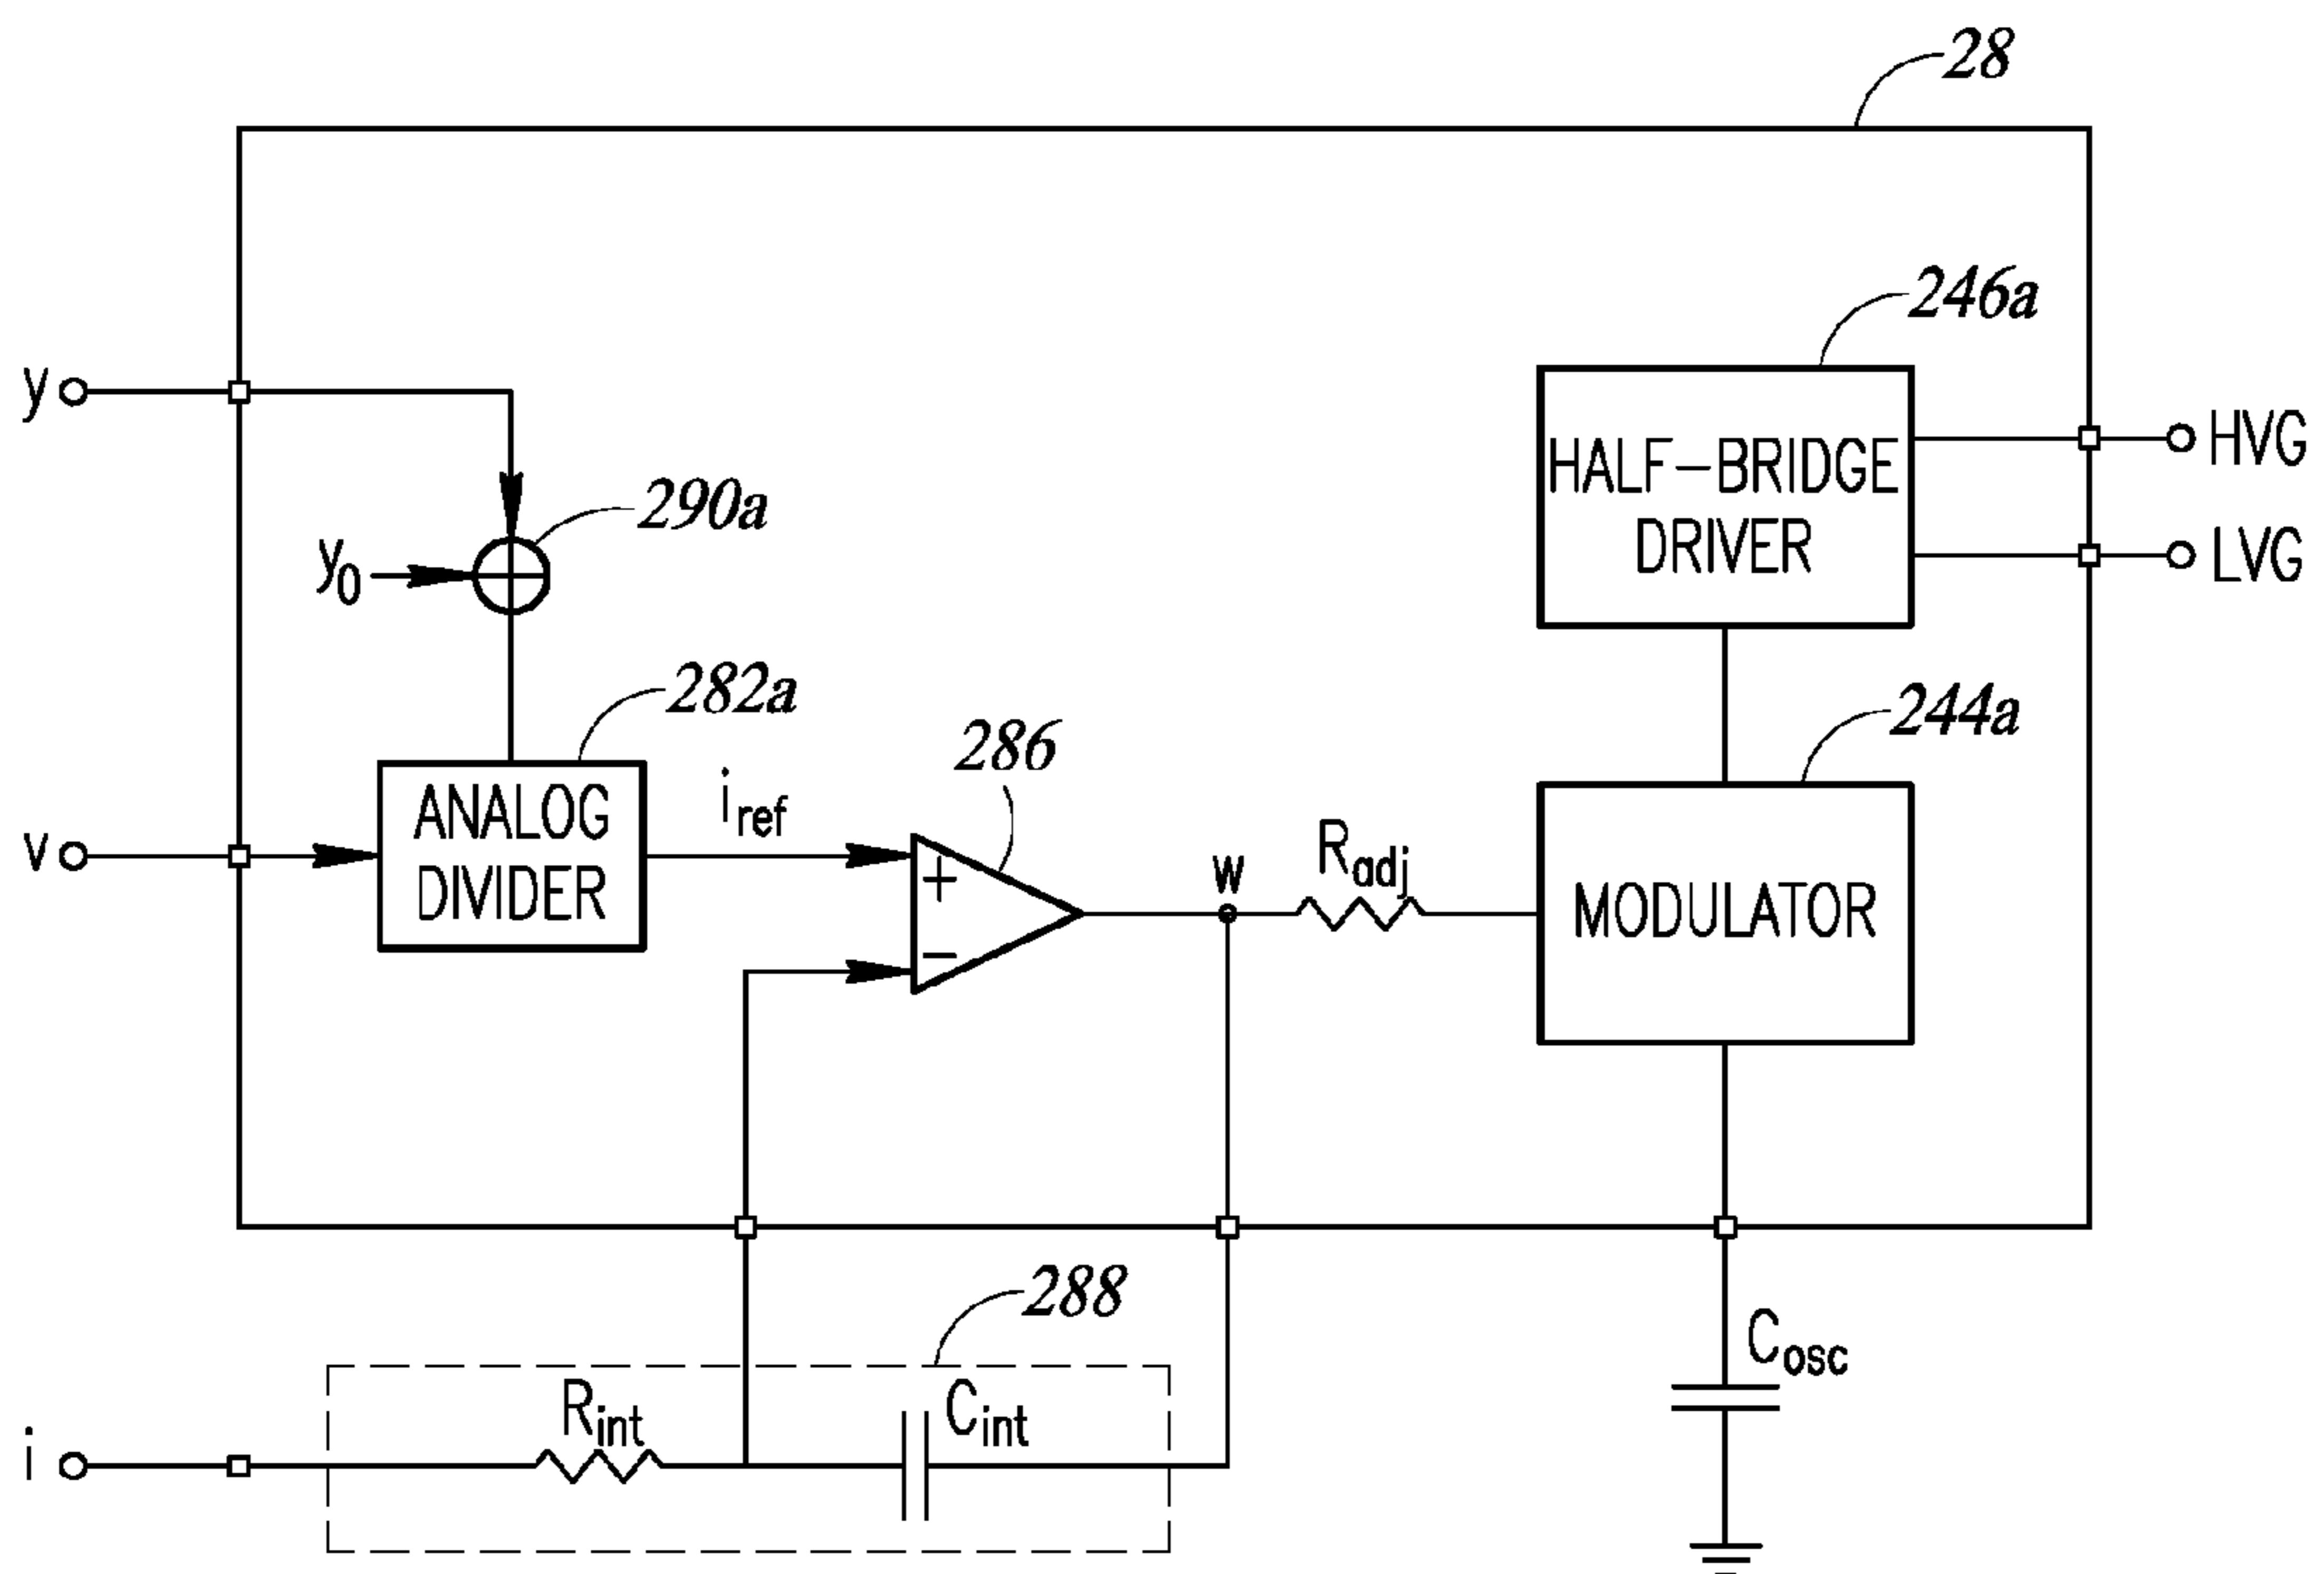 28
246a
y
HALF-BRIDGE
DRIVER
HVG
LVG
290a
y0
282a
244a
286
v
ANALOG
DIVIDER
iref
+
−
w
Radj
MODULATOR
288
Cosc
i
Rint
Cint